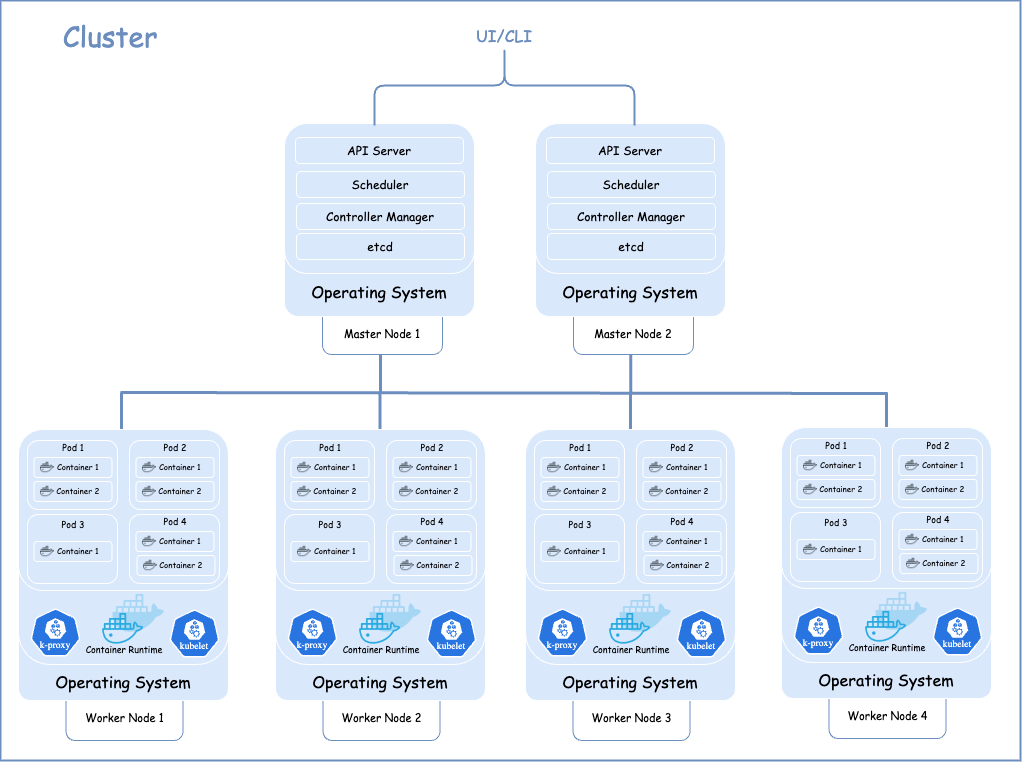 Cluster
UI/CLI
API Server
Scheduler
Controller Manager
etcd
Operating System
Master Node 1
API Server
Scheduler
Controller Manager
etcd
Operating System
Master Node 2
Pod 1
Container 1
Container 2
Pod 2
Container 1
Container 2
Pod 3
Container 1
Pod 4
Container 1
Container 2
k-proxy
Container Runtime
kubelet
Operating System
Worker Node 1
Pod 1
Container 1
Container 2
Pod 2
Container 1
Container 2
Pod 3
Container 1
Pod 4
Container 1
Container 2
k-proxy
Container Runtime
kubelet
Operating System
Worker Node 2
Pod 1
Container 1
Container 2
Pod 2
Container 1
Container 2
Pod 3
Container 1
Pod 4
Container 1
Container 2
k-proxy
Container Runtime
kubelet
Operating System
Worker Node 3
Pod 1
Container 1
Container 2
Pod 2
Container 1
Container 2
Pod 3
Container 1
Pod 4
Container 1
Container 2
k-proxy
Container Runtime
kubelet
Operating System
Worker Node 4